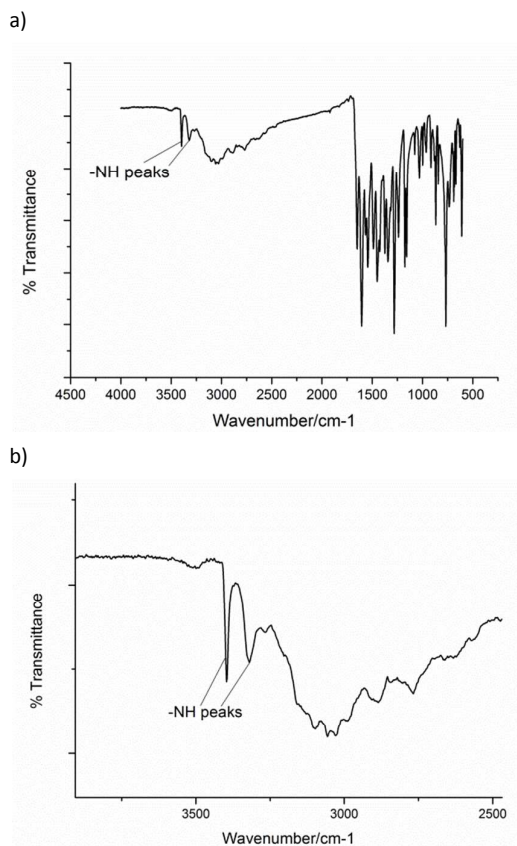 a)
-NH peaks
% Transmittance
4500 4000 3500 3000 2500 2000 1500 1000 500
Wavenumber/cm-1
b)
-NH peaks
% Transmittance
3500 3000 2500
Wavenumber/cm-1